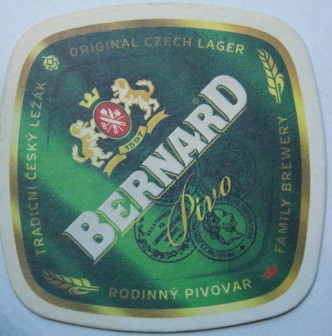 ORIGINAL CZECH LAGER
TRADIČNÍ ČESKÝ LEŽÁK
1597
BERNARD
Pivo
FAMILY BREWERY
RODINNÝ PIVOVAR